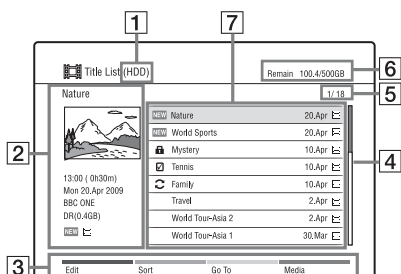 1
7
Title List (HDD)
Remain 100.4/500GB
6
Nature
1/ 18
5
NEW Nature 20.Apr
NEW World Sports 20.Apr
Mystery 10.Apr
2
4
Tennis 10.Apr
13:00 ( 0h30m)
Family 10.Apr
Mon 20.Apr 2009
BBC ONE
Travel 2.Apr
DR(0.4GB)
World Tour-Asia 2 2.Apr
NEW
World Tour-Asia 1 30.Mar
3
Edit Sort Go To Media